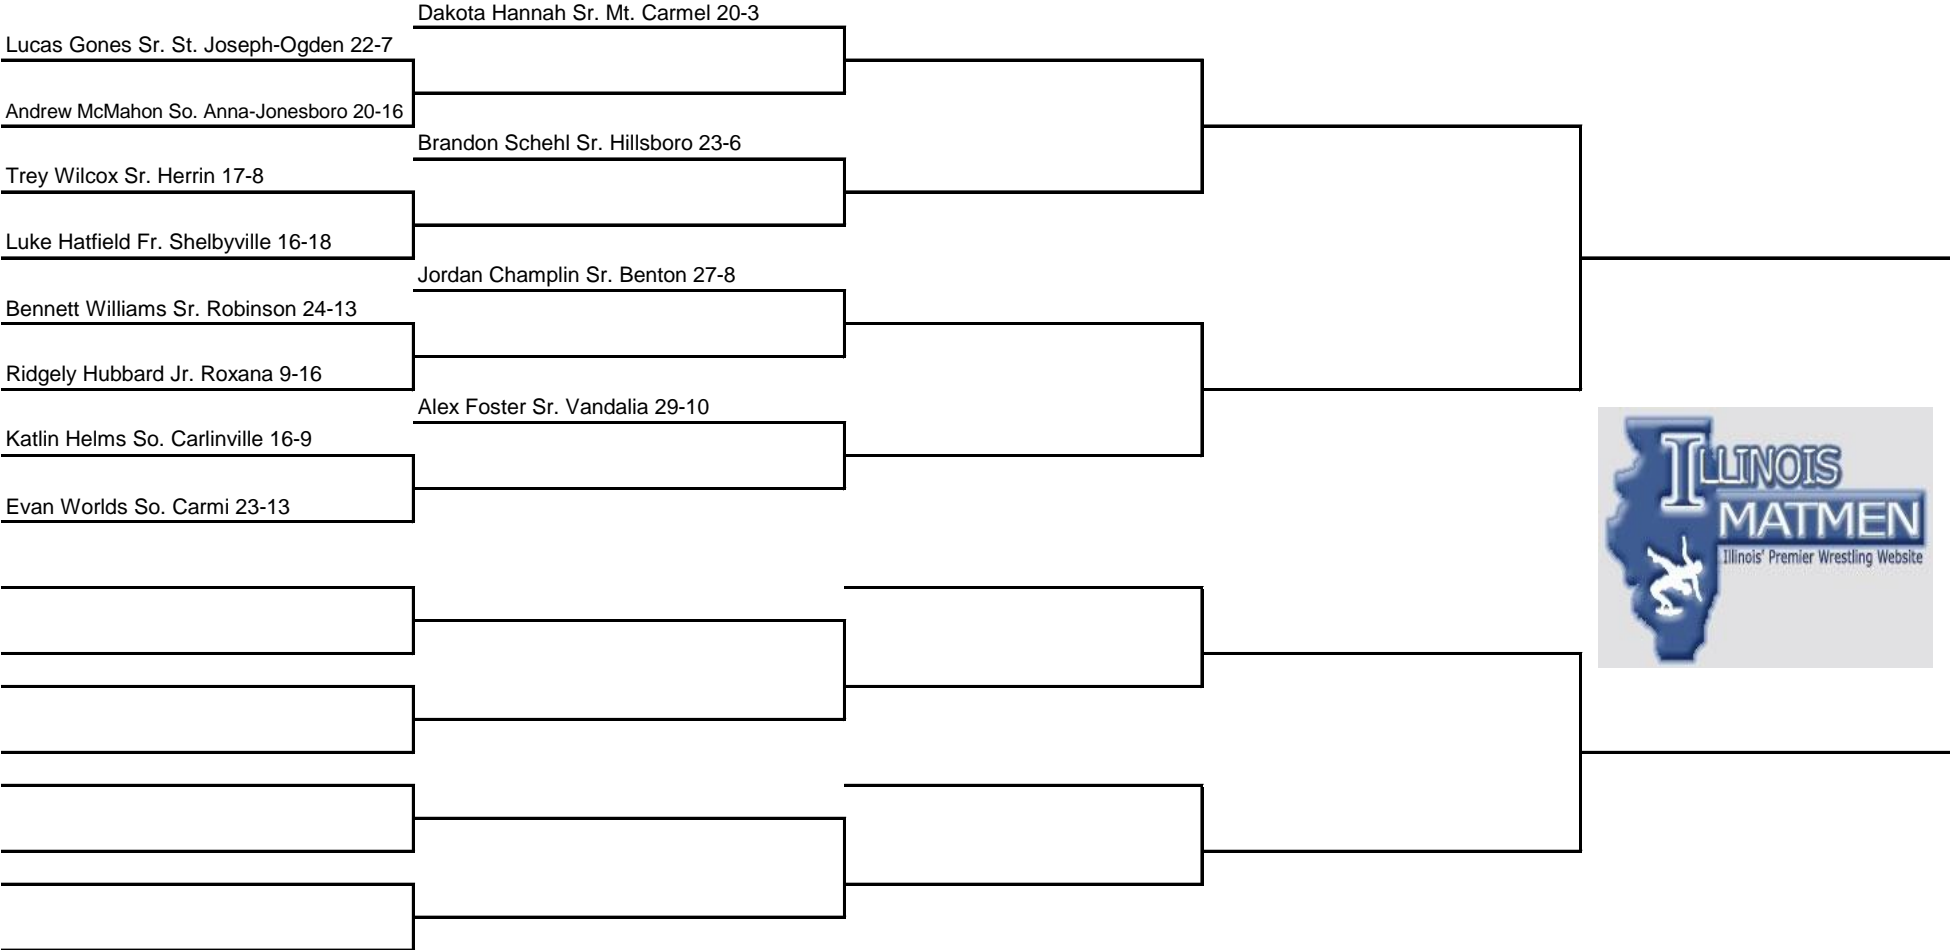 Dakota Hannah Sr. Mt. Carmel 20-3
Lucas Gones Sr. St. Joseph-Ogden 22-7
Andrew McMahon So. Anna-Jonesboro 20-16
Brandon Schehl Sr. Hillsboro 23-6
Trey Wilcox Sr. Herrin 17-8
Luke Hatfield Fr. Shelbyville 16-18
Jordan Champlin Sr. Benton 27-8
Bennett Williams Sr. Robinson 24-13
Ridgely Hubbard Jr. Roxana 9-16
Alex Foster Sr. Vandalia 29-10
Katlin Helms So. Carlinville 16-9
Evan Worlds So. Carmi 23-13
ILLINOIS
MATMEN
Illinois' Premier Wrestling Website